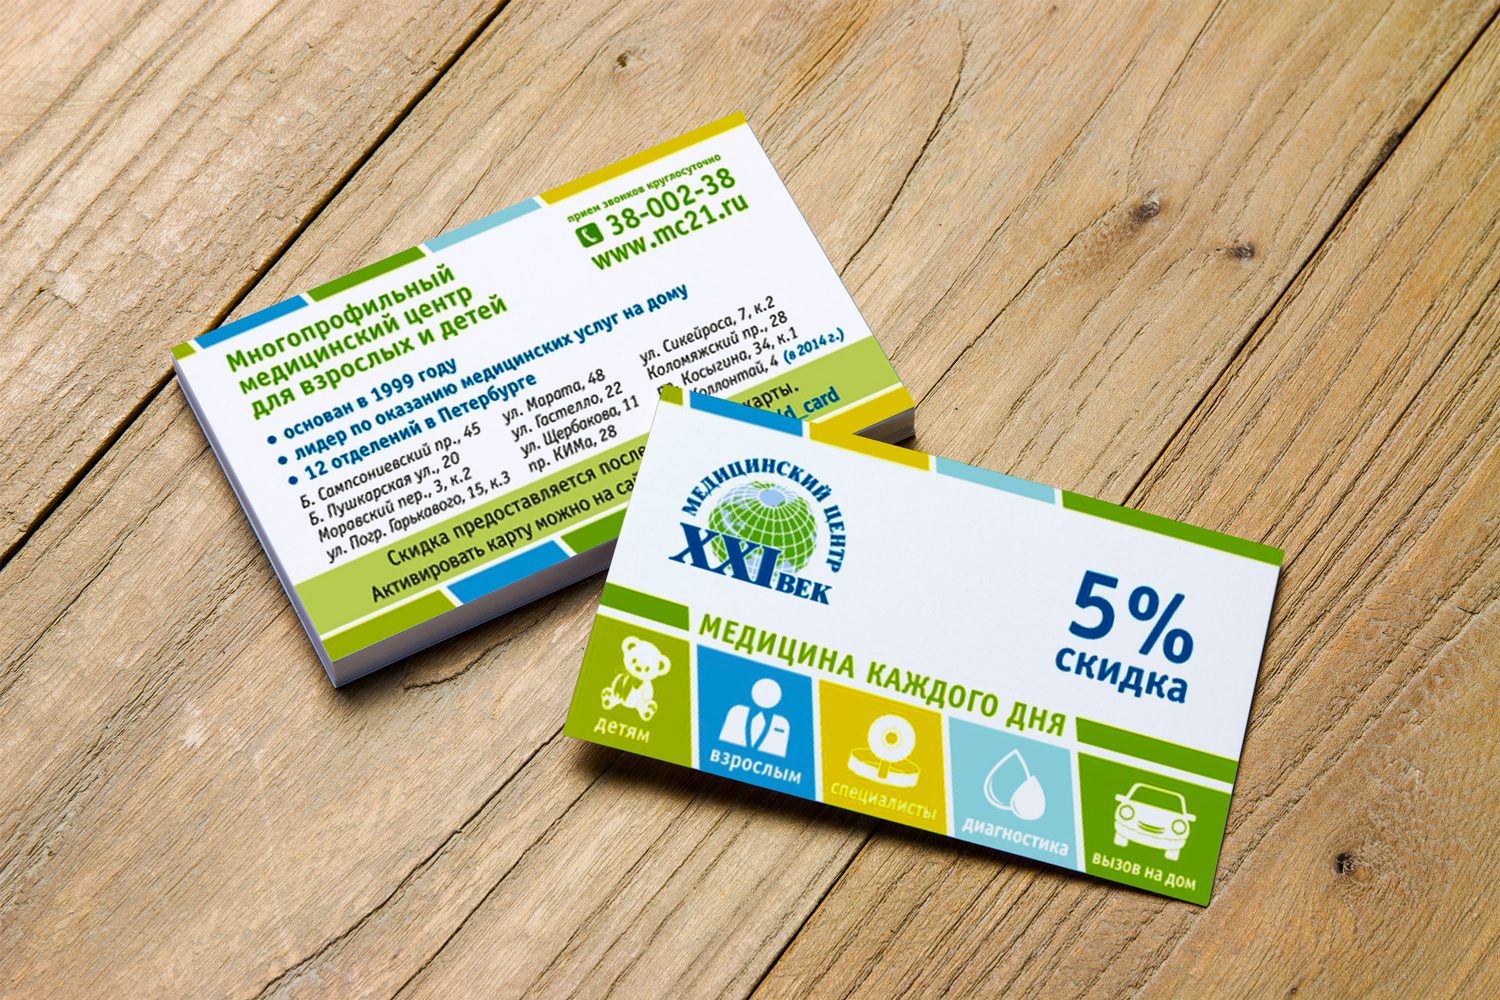 прием звонков круглосуточно
38-002-38
www.mc21.ru
Многопрофильный
медицинский центр
для взрослых и детей
• основан в 1999 году
• лидер по оказанию медицинских услуг на дому
• 12 отделений в Петербурге
Б. Сампсониевский пр., 45
Б. Пушкарская ул., 20
Моравский пер., 3, к.2
ул. Погр. Гарькавого, 15, к.3
ул. Марата, 48
ул. Гастелло, 22
ул. Щербакова, 11
пр. КИМа, 28
ул. Сикейроса, 7, к.2
Коломяжский пр., 28
пр. Косыгина, 34, к.1
Коллонтай, 4 (в 2014 г.)
Скидка предоставляется после карты.
Активировать карту можно на d_card
МЕДИЦИНСКИЙ ЦЕНТР
XXI ВЕК
5%
скидка
МЕДИЦИНА КАЖДОГО ДНЯ
детям
взрослым
специалисты
диагностика
вызов на дом